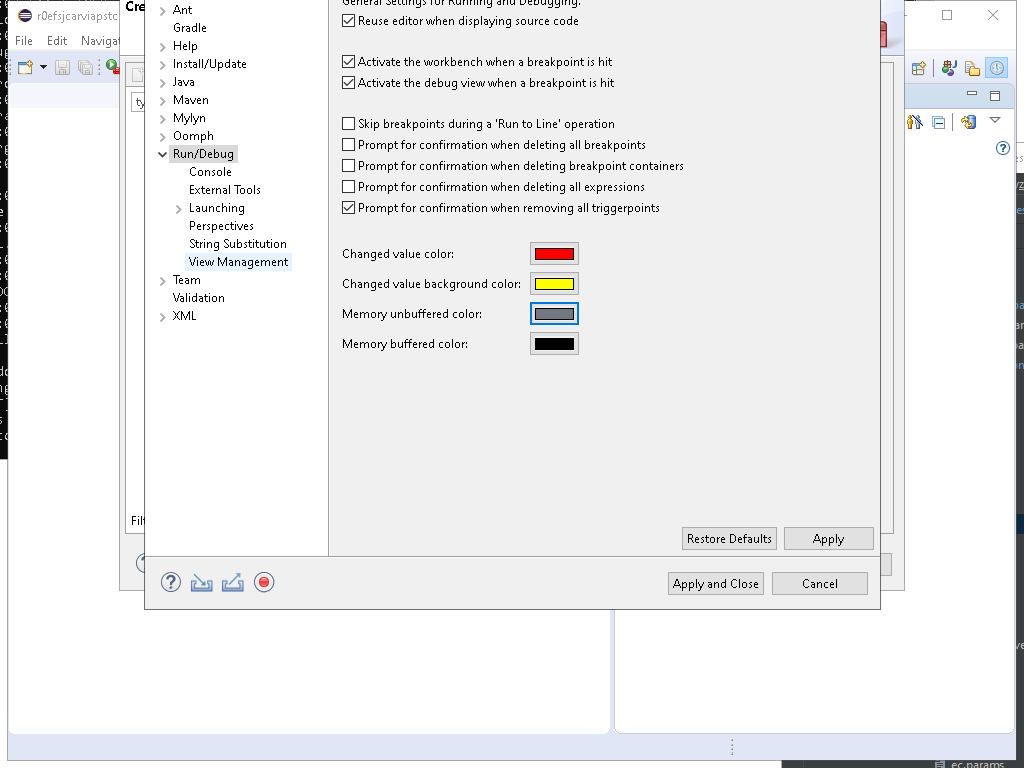 r0efsjcarviapstc
File Edit Navigat
Cre
ty
Filt
Ant
Gradle
Help
Install/Update
Java
Maven
Mylyn
Oomph
Run/Debug
Console
External Tools
Launching
Perspectives
String Substitution
View Management
Team
Validation
XML
General Settings for Running and Debugging.
Reuse editor when displaying source code
Activate the workbench when a breakpoint is hit
Activate the debug view when a breakpoint is hit
Skip breakpoints during a 'Run to Line' operation
Prompt for confirmation when deleting all breakpoints
Prompt for confirmation when deleting breakpoint containers
Prompt for confirmation when deleting all expressions
Prompt for confirmation when removing all triggerpoints
Changed value color:
Changed value background color:
Memory unbuffered color:
Memory buffered color:
Restore Defaults
Apply
Apply and Close
Cancel
ec.params